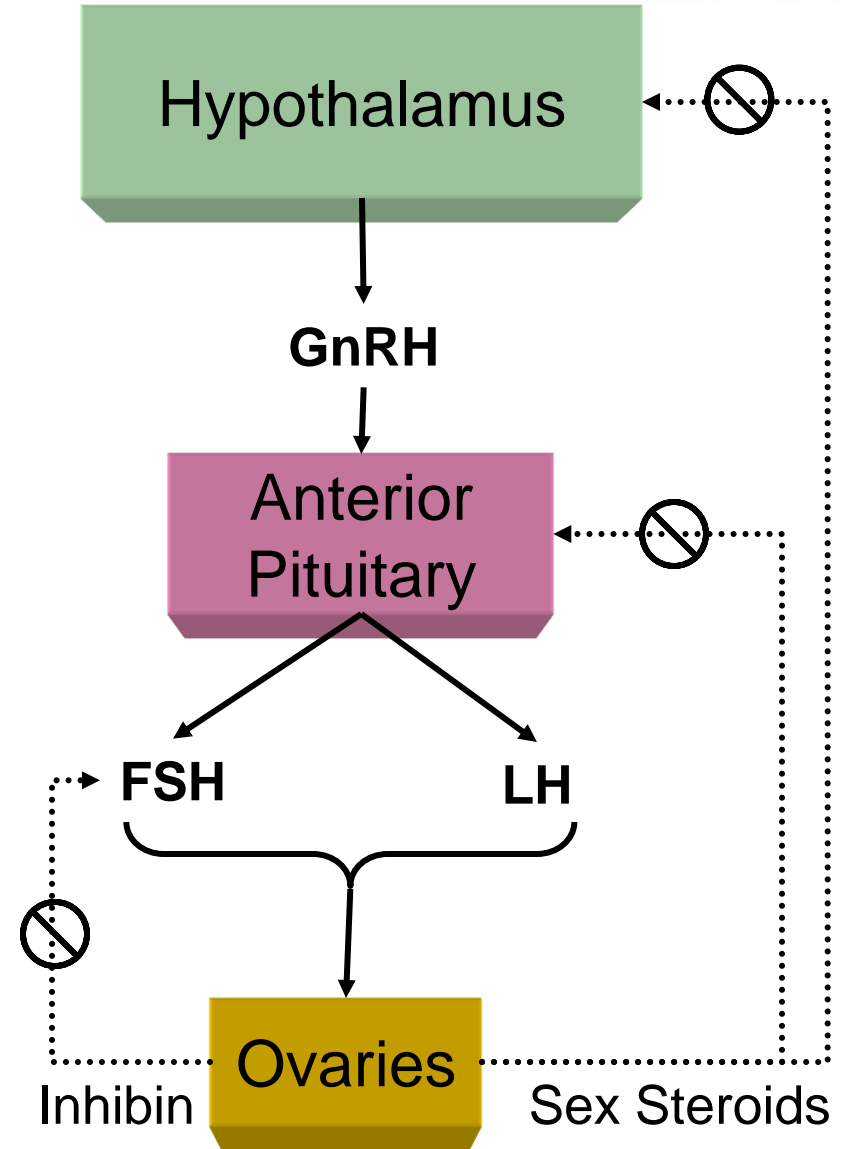 Hypothalamus
GnRH
Anterior
Pituitary
FSH
LH
Ovaries
Inhibin
Sex Steroids